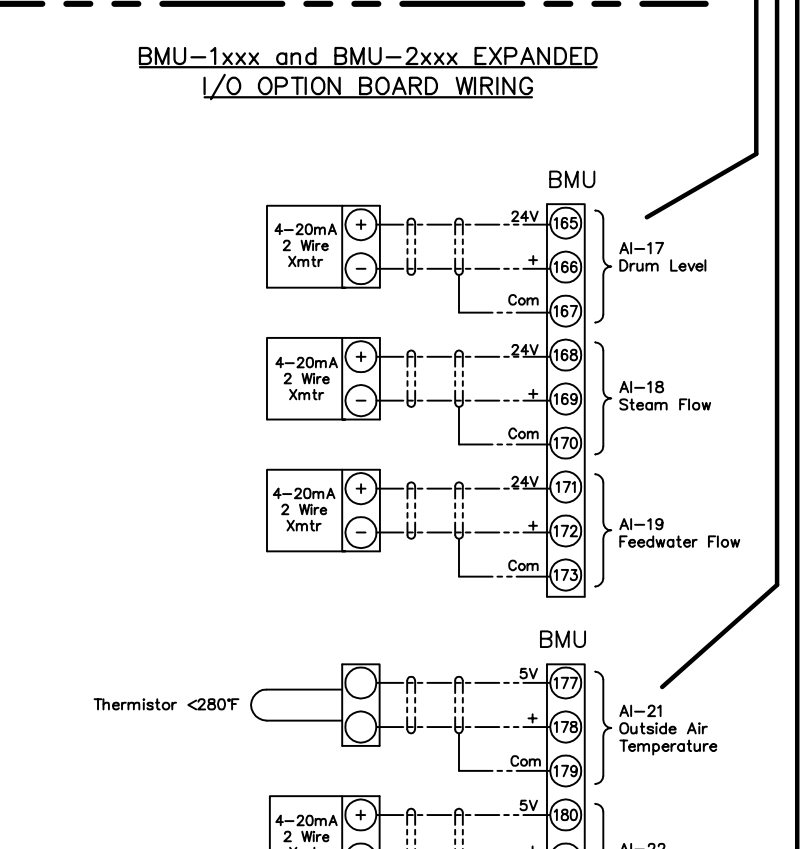 BMU-1xxx and BMU-2xxx EXPANDED
I/O OPTION BOARD WIRING
BMU
4-20mA
2 Wire
Xmtr
+
-
24V
165
+
166
Com
167
AI-17
Drum Level
4-20mA
2 Wire
Xmtr
+
-
24V
168
+
169
Com
170
AI-18
Steam Flow
4-20mA
2 Wire
Xmtr
+
-
24V
171
+
172
Com
173
AI-19
Feedwater Flow
BMU
Thermistor <280°F
5V
177
+
178
Com
179
AI-21
Outside Air
Temperature
4-20mA
2 Wire
+
5V
180
AI-22